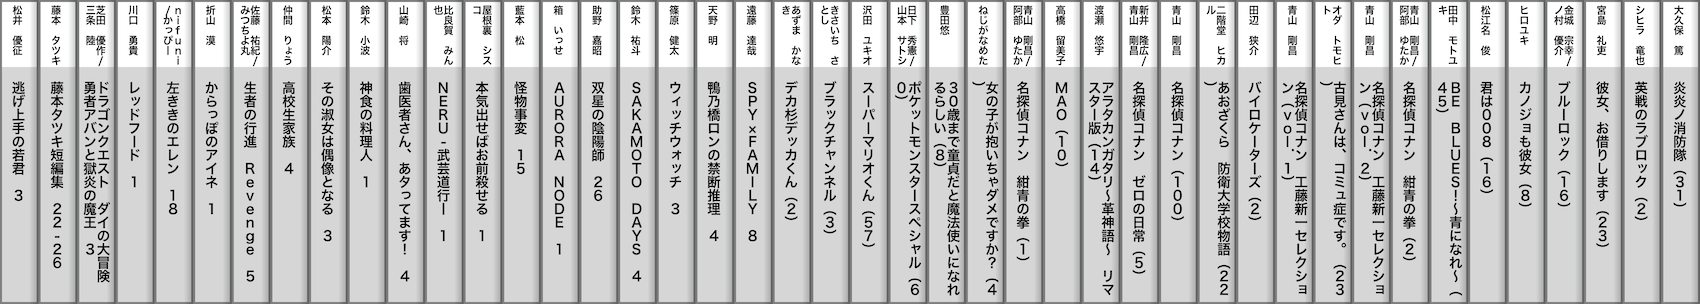 大久保 篤
炎炎ノ消防隊（31）
シヒラ 竜也
英戦のラブロック（2）
宮島 礼吏
彼女、お借りします（23）
金城 宗幸/
ノ村 優介
ブルーロック（16）
ヒロユキ
カノジョも彼女（8）
松江名 俊
君は008（16）
田中 モトユ
キ
BE BLUES!～青になれ～（
45）
青山 剛昌/
阿部 ゆたか
名探偵コナン 紺青の拳（2）
青山 剛昌
名探偵コナン 工藤新一セレクショ
ン（vol.2）
オダ トモヒ
ト
古見さんは、コミュ症です。（23
）
青山 剛昌
名探偵コナン 工藤新一セレクショ
ン（vol.1）
田辺 狭介
バイロケーターズ（2）
二階堂 ヒカ
ル
あおざくら 防衛大学校物語（22
）
青山 剛昌
名探偵コナン（100）
新井 隆広/
青山 剛昌
名探偵コナン ゼロの日常（5）
渡瀬 悠宇
アラタカンガタリ～革神語～ リマ
スター版（14）
高橋 留美子
MAO（10）
青山 剛昌/
阿部 ゆたか
名探偵コナン 紺青の拳（1）
ねじがなめた
女の子が抱いちゃダメですか？（4
）
豊田悠
30歳まで童貞だと魔法使いになれ
るらしい（8）
日下 秀憲/
山本 サトシ
ポケットモンスタースペシャル（6
0）
沢田 ユキオ
スーパーマリオくん（57）
きさいち さ
とし
ブラックチャンネル（3）
あずま かな
き
デカ杉デッカくん（2）
遠藤 達哉
SPY×FAMILY 8
天野 明
鴨乃橋ロンの禁断推理 4
篠原 健太
ウィッチウォッチ 3
鈴木 祐斗
SAKAMOTO DAYS 4
助野 嘉昭
双星の陰陽師 26
箱 いっせ
AURORA NODE 1
藍本 松
怪物事変 15
屋根裏 シス
コ
本気出せばお前殺せる 1
比良賀 みん
也
NERU-武芸道行ー 1
山崎 将
歯医者さん、あタってます！ 4
鈴木 小波
神食の料理人 1
松本 陽介
その淑女は偶像となる 3
仲間 りょう
高校生家族 4
佐藤 祐紀/
みつちよ丸
生者の行進 Revenge 5
折山 漠
からっぽのアイネ 1
nifuni
/かっぴー
左ききのエレン 18
川口 勇貴
レッドフード 1
芝田 優作/
三条 陸
ドラゴンクエスト ダイの大冒険
勇者アバンと獄炎の魔王 3
藤本 タツキ
藤本タツキ短編集 22-26
松井 優征
逃げ上手の若君 3